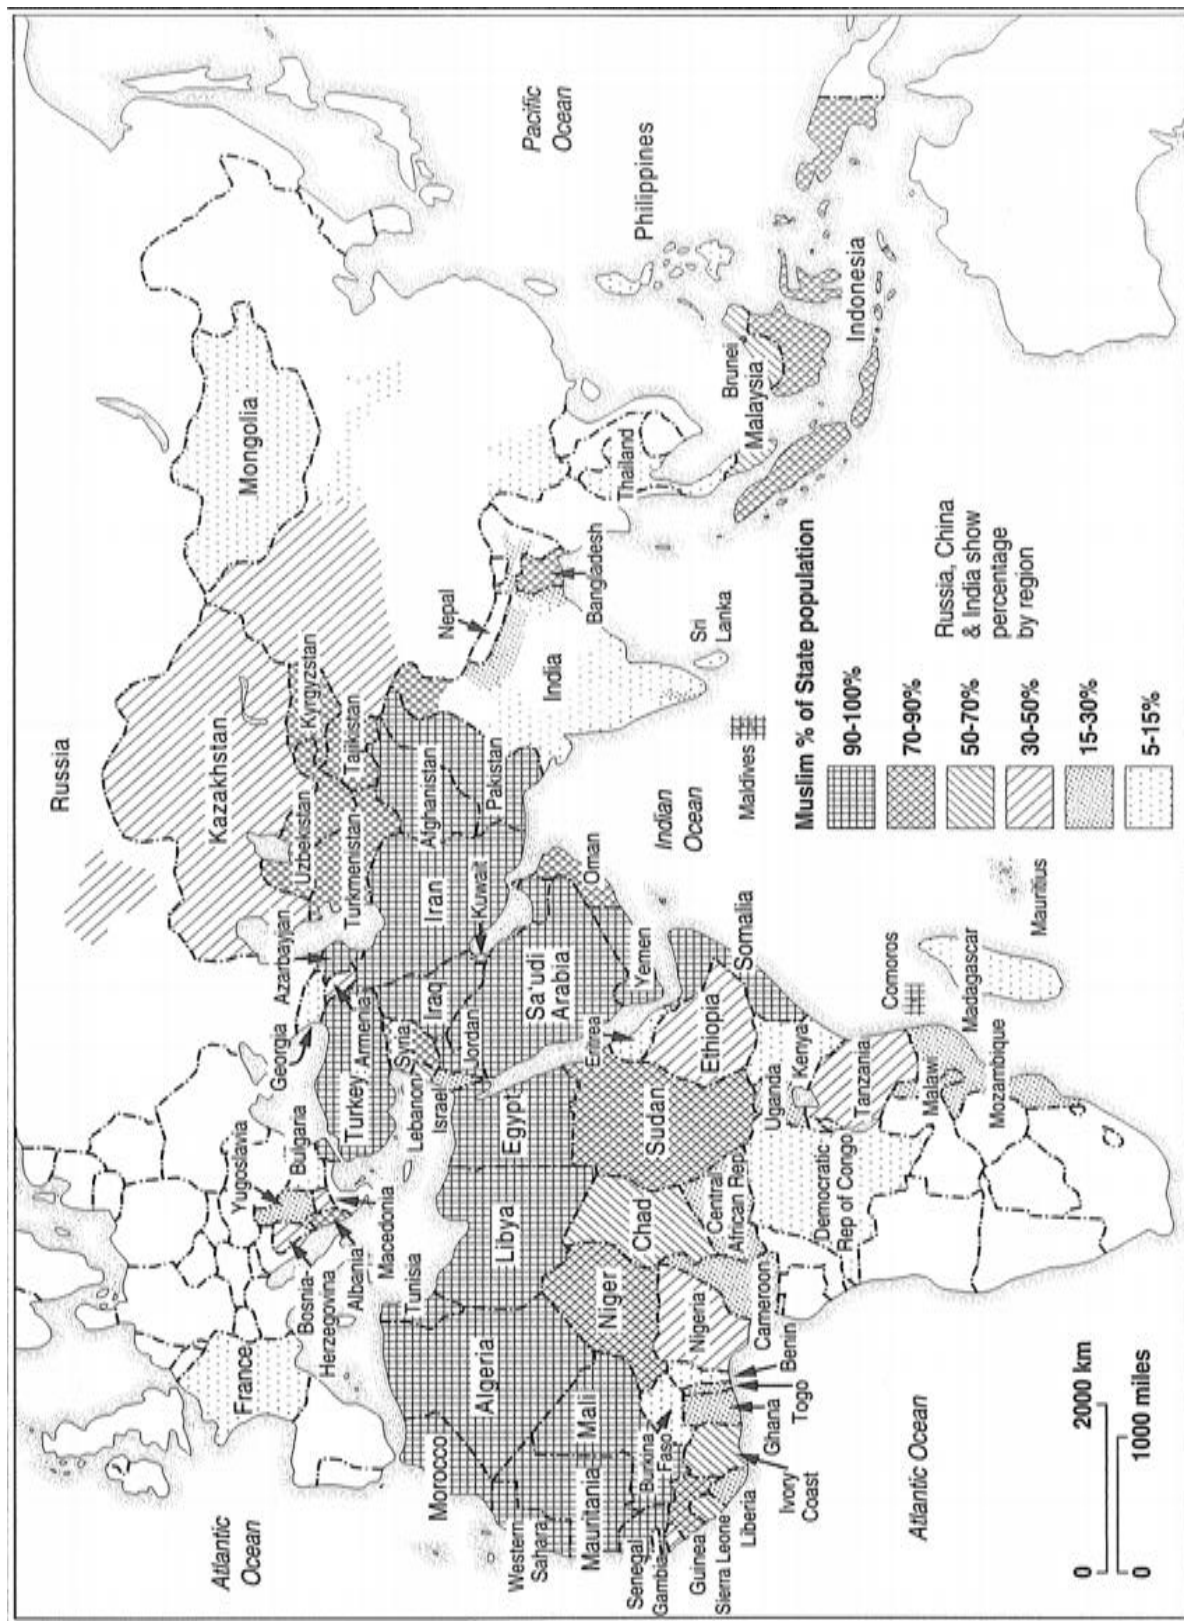 Russia
Atlantic
Ocean
France
Yugoslavia
Bulgaria
Georgia
Azarbayjan
Kazakhstan
Mongolia
Bosnia-
Herzegovina
Albania
Macedonia
Turkey
Armenia
Uzbekistan
Turkmenistan
Kyrgyzstan
Tajikistan
Pacific
Ocean
Tunisia
Lebanon
Israel
Syria
Iraq
Jordan
Iran
Kuwait
Afghanistan
Pakistan
Nepal
Morocco
Western
Sahara
Algeria
Libya
Egypt
Sa'udi
Arabia
Oman
Yemen
India
Bangladesh
Thailand
Philippines
Mauritania
Mali
Niger
Chad
Sudan
Eritrea
Ethiopia
Somalia
Indian
Ocean
Maldives
Sri
Lanka
Brunei
Malaysia
Indonesia
Senegal
Gambia
Guinea
Sierra Leone
Liberia
Ivory
Coast
Burkina
Faso
Ghana
Togo
Benin
Nigeria
Cameroon
Central
African Rep
Democratic
Rep of Congo
Uganda
Kenya
Tanzania
Malawi
Mozambique
Comoros
Madagascar
Mauritius
Atlantic Ocean
0 2000 km
0 1000 miles
Muslim % of State population
90-100%
70-90%
50-70%
30-50%
15-30%
5-15%
Russia, China
& India show
percentage
by region